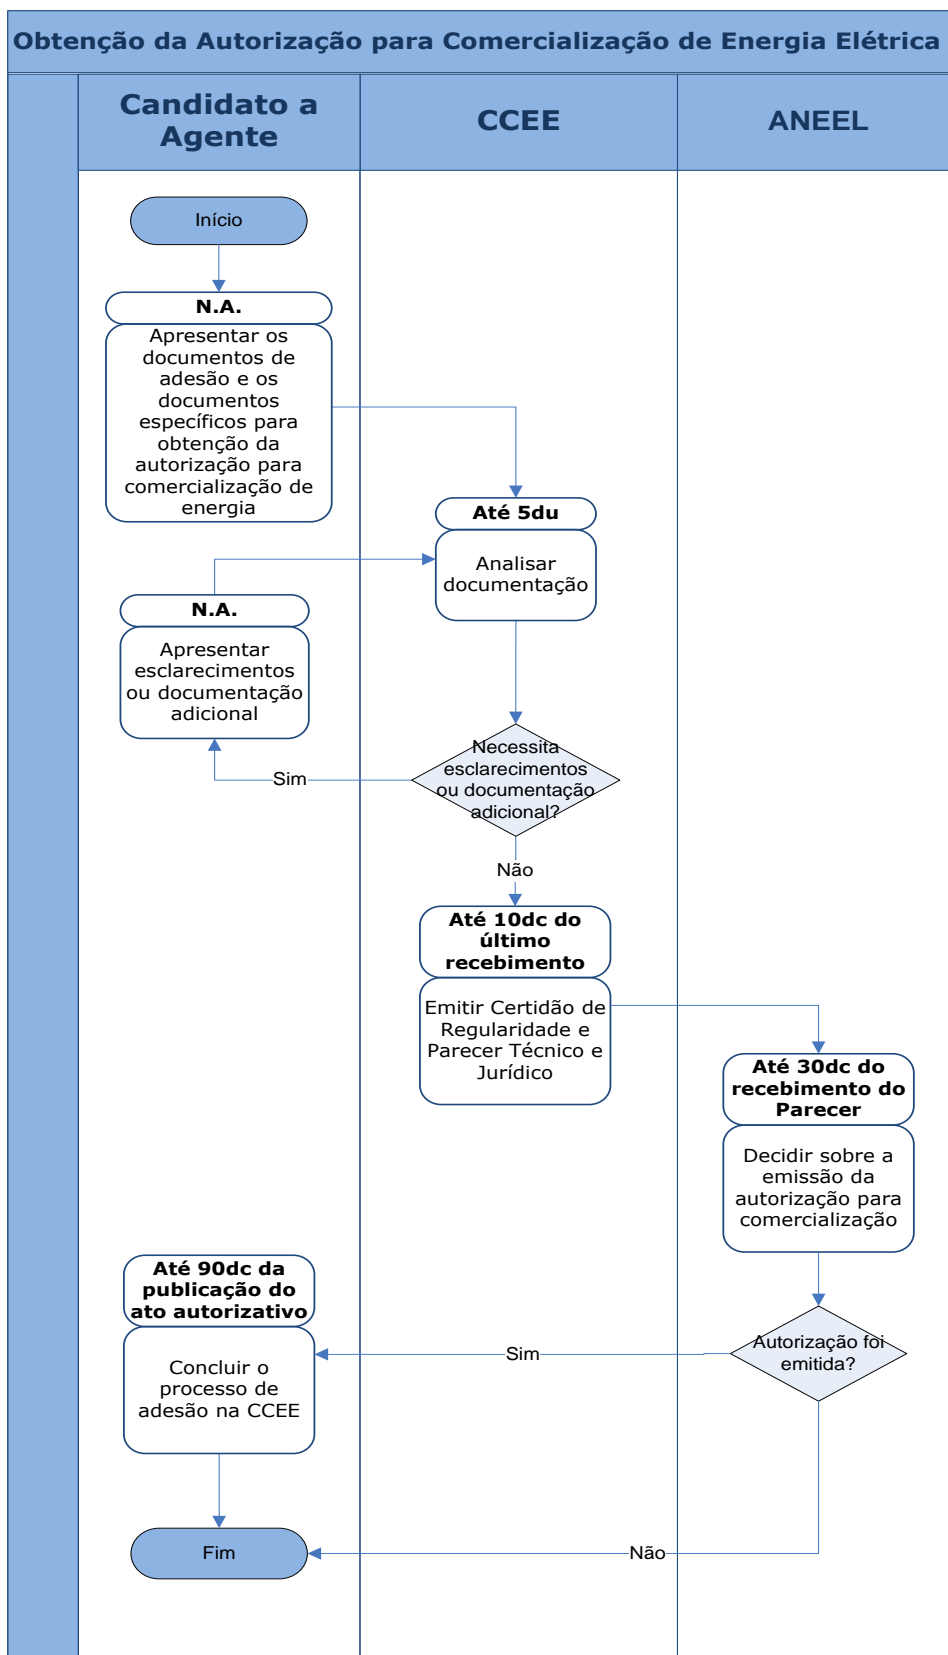 Obtenção da Autorização para Comercialização de Energia Elétrica
Candidato a
Agente
CCEE
ANEEL
Início
N.A.
Apresentar os
documentos de
adesão e os
documentos
específicos para
obtenção da
autorização para
comercialização de
energia
Até 5du
Analisar
documentação
N.A.
Apresentar
esclarecimentos
ou documentação
adicional
Necessita
esclarecimentos
ou documentação
adicional?
Sim
Não
Até 10dc do
último
recebimento
Emitir Certidão de
Regularidade e
Parecer Técnico e
Jurídico
Até 30dc do
recebimento do
Parecer
Decidir sobre a
emissão da
autorização para
comercialização
Autorização foi
emitida?
Sim
Até 90dc da
publicação do
ato autorizativo
Concluir o
processo de
adesão na CCEE
Não
Fim